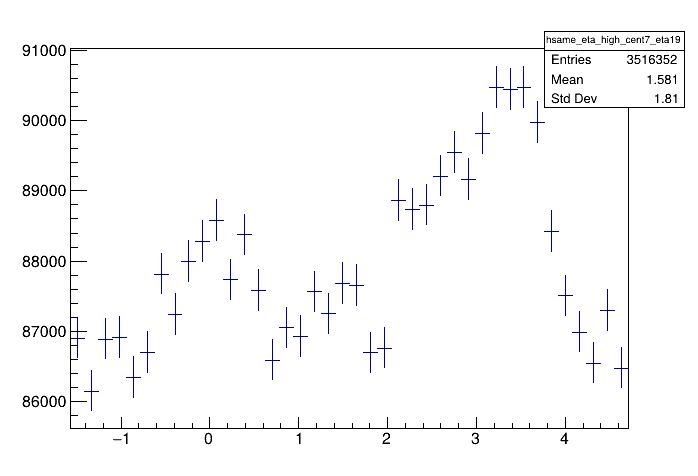 hsame_eta_high_cent7_eta19
Entries 3516352
Mean 1.581
Std Dev 1.81
91000
90000
89000
88000
87000
86000
−1 0 1 2 3 4